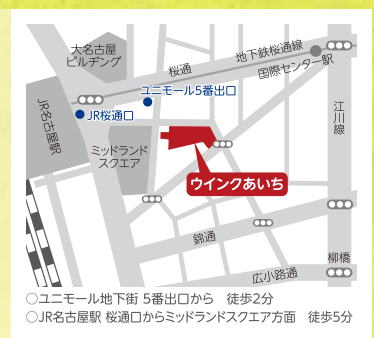 大名古屋
ビルヂング
桜通
地下鉄桜通線
国際センター駅
ユニモール5番出口
JR桜通口
JR名古屋駅
ミッドランド
スクエア
ウインクあいち
江川線
錦通
柳橋
広小路通
○ユニモール地下街 5番出口から　徒歩2分
○JR名古屋駅 桜通口からミッドランドスクエア方面　徒歩5分